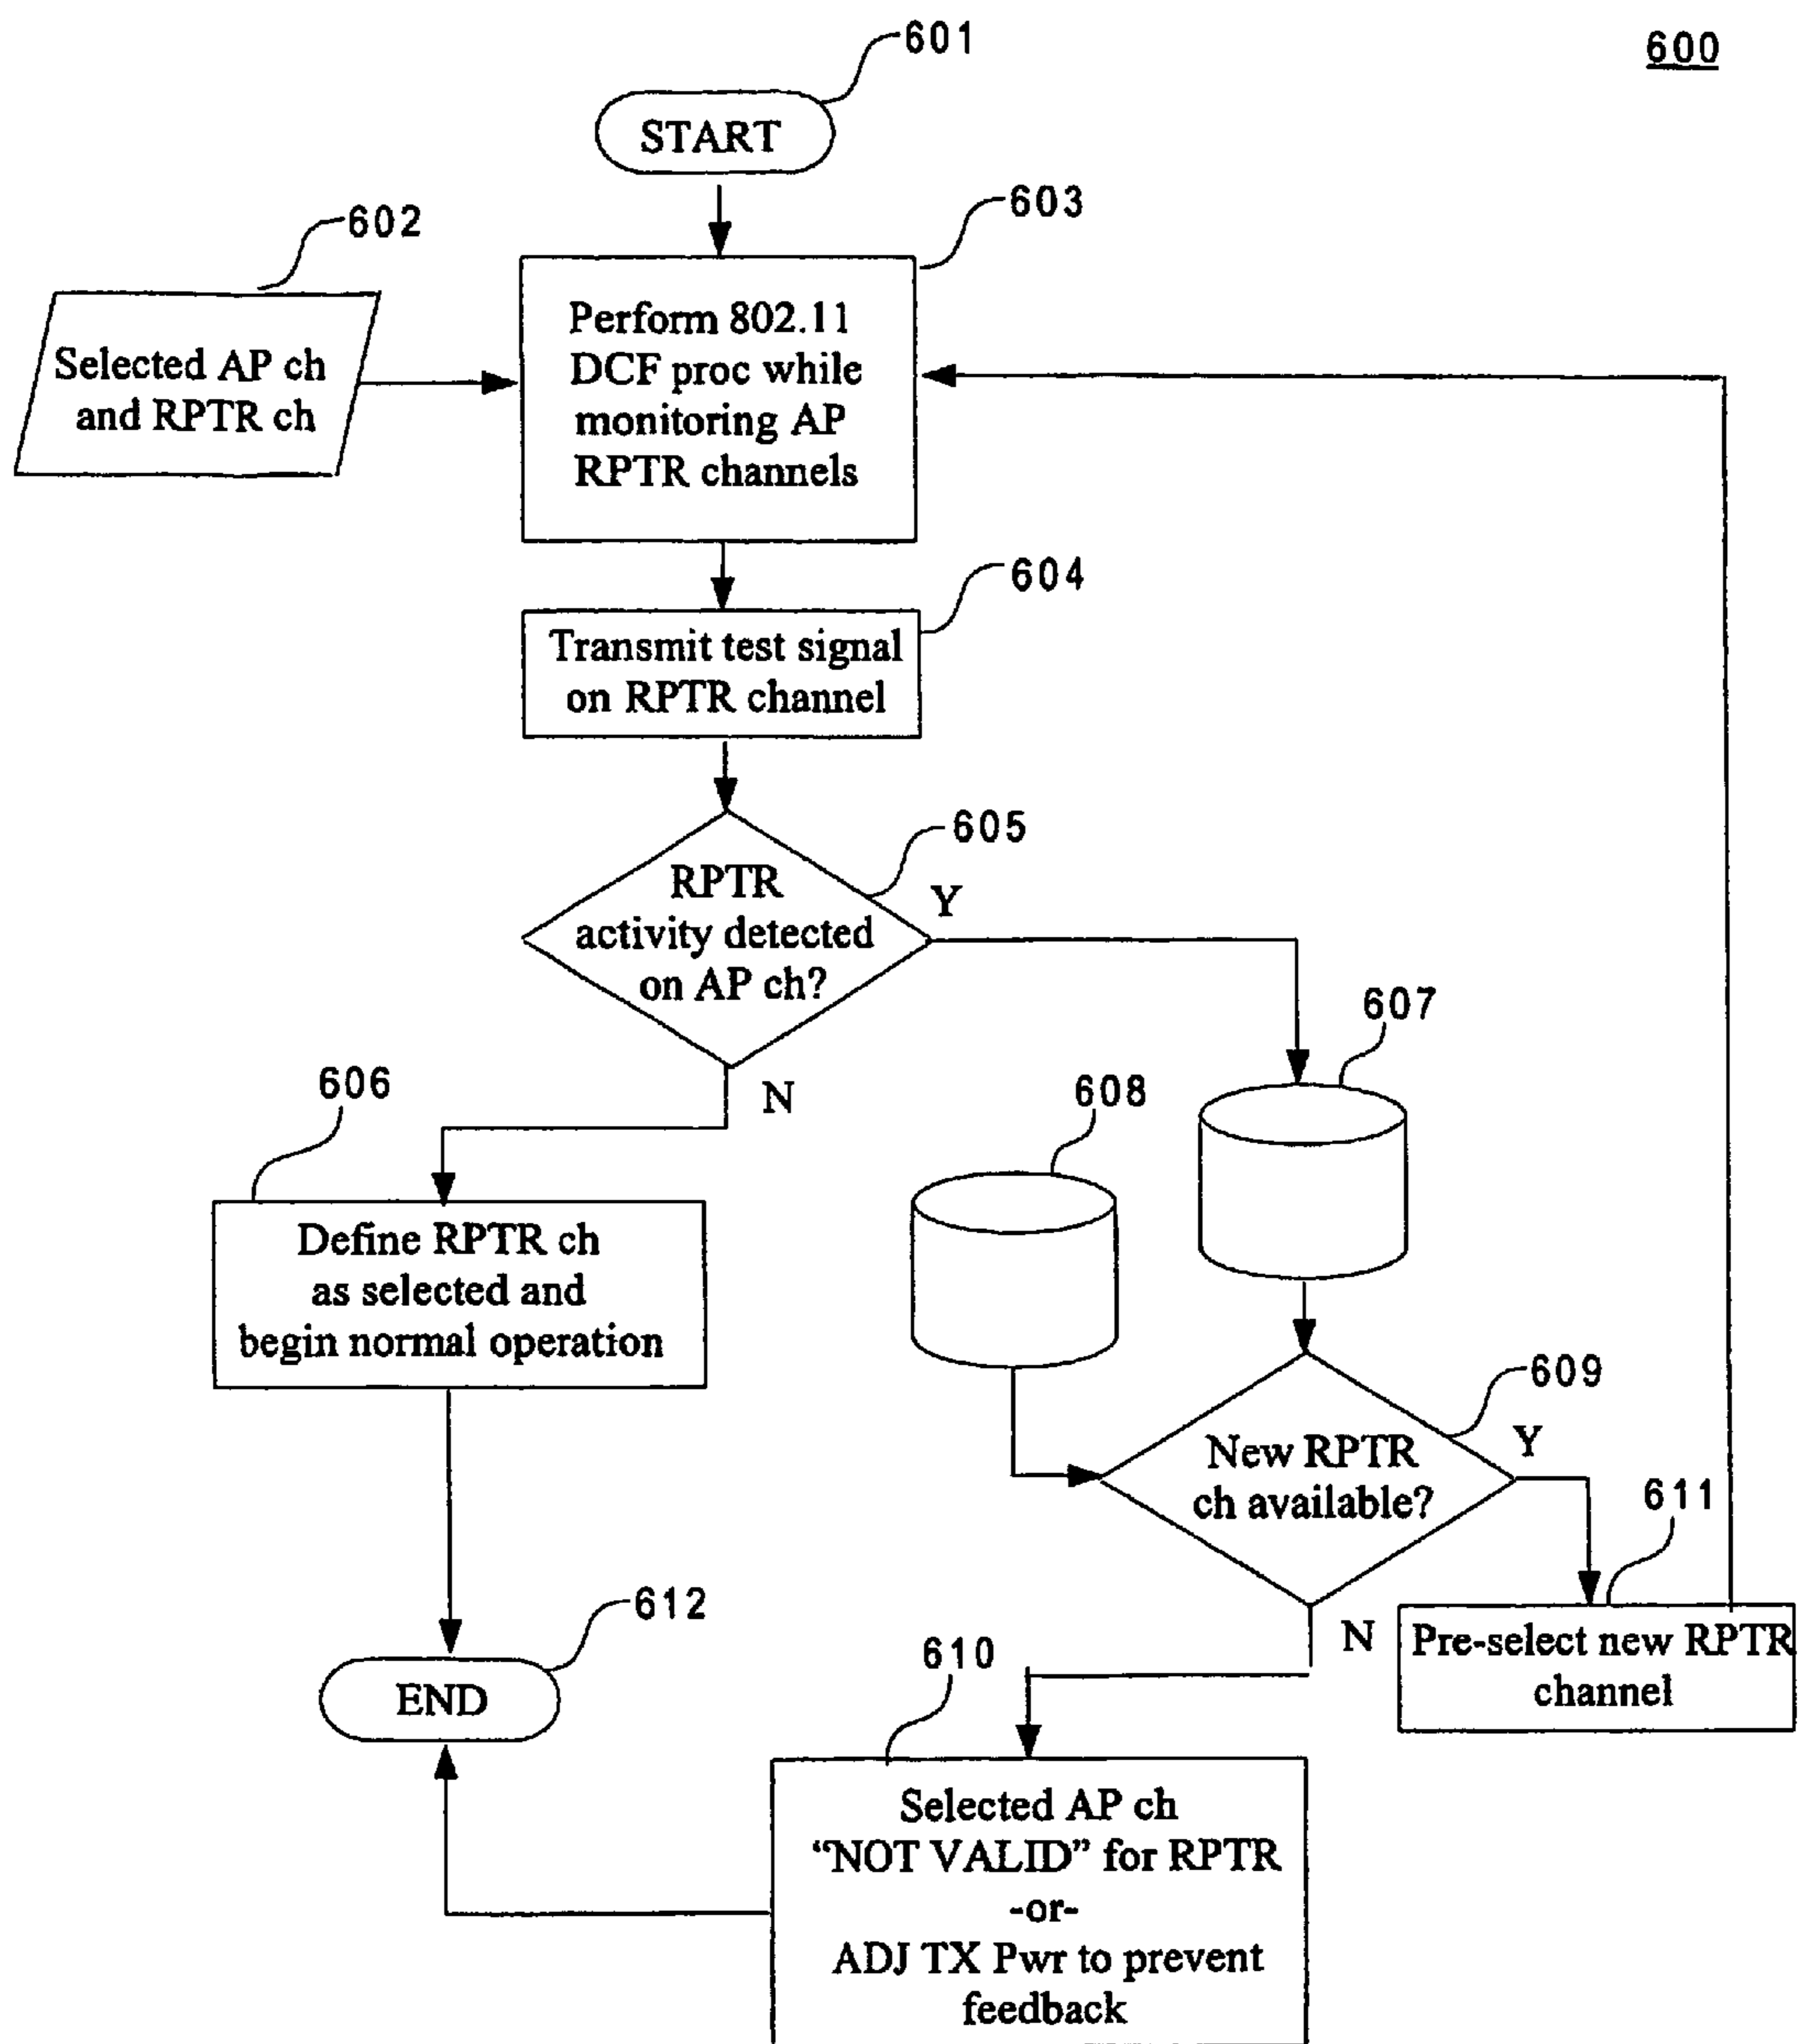 601
600
START
602
603
Selected AP ch
and RPTR ch
Perform 802.11
DCF proc while
monitoring AP
RPTR channels
604
Transmit test signal
on RPTR channel
605
RPTR
activity detected
on AP ch?
Y
N
606
607
608
Define RPTR ch
as selected and
begin normal operation
609
New RPTR
ch available?
Y
N
611
Pre-select new RPTR
channel
612
END
610
Selected AP ch
“NOT VALID” for RPTR
-or-
ADJ TX Pwr to prevent
feedback